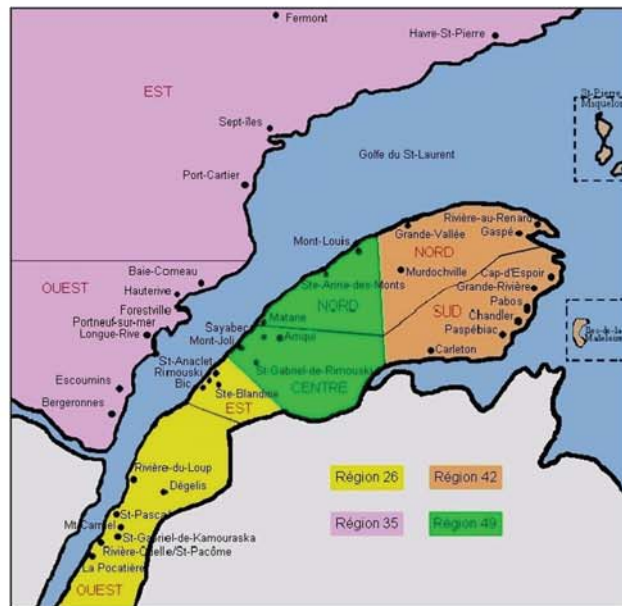 Fermont
Havre-St-Pierre
EST
St-Pierre
Miquelon
Sept-îles
Golfe du St-Laurent
Port-Cartier
Rivière-au-Renard
Grande-Vallée
Gaspé
Mont-Louis
NORD
OUEST
Baie-Comeau
Ste-Anne-des-Monts
Murdochville
Cap-d'Espoir
Hauterive
Grande-Rivière
NORD
Forestville
Matane
SUD
Pabos
Portneuf-sur-mer
Sayabec
Chandler
Longue-Rive
Mont-Joli
Amqui
Paspébiac
St-Anaclet
Carleton
Rimouski
St-Gabriel-de-Rimouski
Escoumins
Bic
CENTRE
Ste-Blandine
Bergeronnes
EST
Rivière-du-Loup
Région 26
Région 42
Dégelis
St-Pascal
Mt-Carmel
Région 35
Région 49
St-Gabriel-de-Kamouraska
Rivière-Ouelle/St-Pacôme
La Pocatière
OUEST